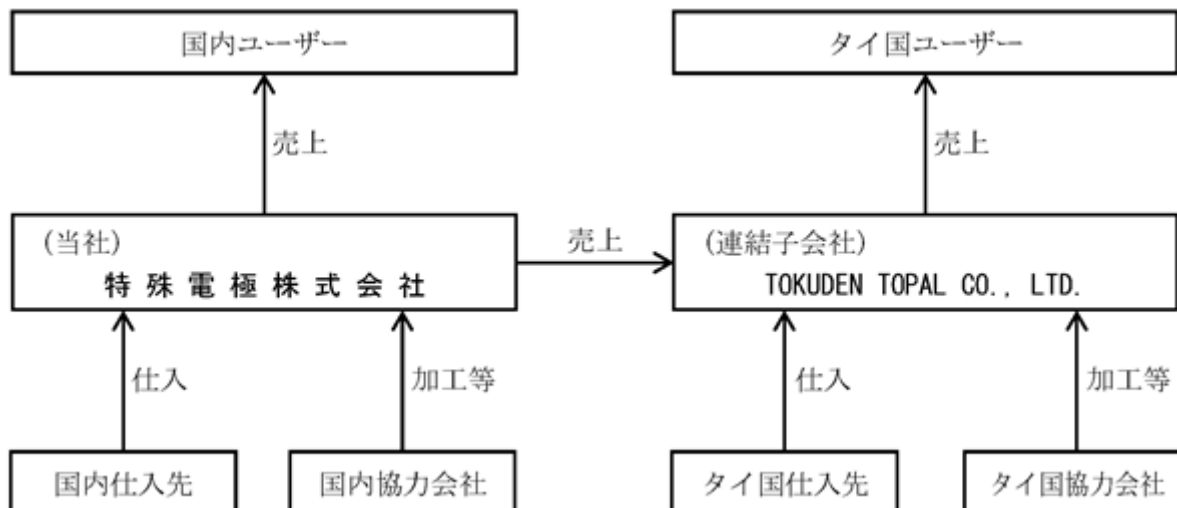 国内ユーザー
タイ国ユーザー
売上
売上
(当社)
特殊電極株式会社
売上
(連結子会社)
TOKUDEN TOPAL CO., LTD.
仕入
加工等
仕入
加工等
国内仕入先
国内協力会社
タイ国仕入先
タイ国協力会社